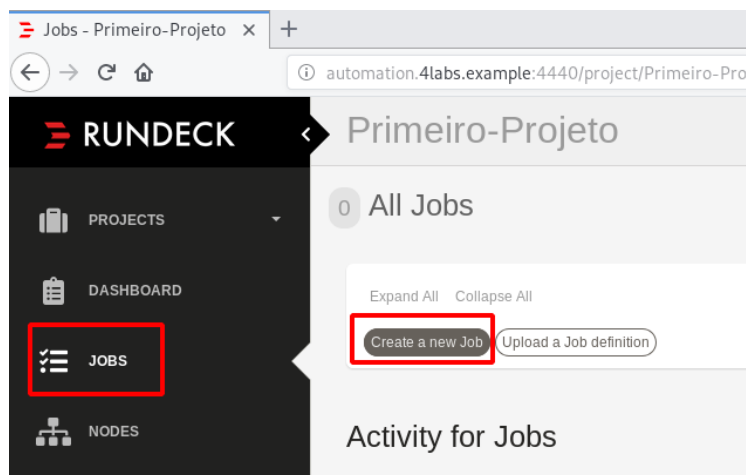 Jobs - Primeiro-Projeto
automation.4labs.example:4440/project/Primeiro-Pro
RUNDECK
Primeiro-Projeto
PROJECTS
0 All Jobs
DASHBOARD
Expand All Collapse All
JOBS
Create a new Job Upload a Job definition
NODES
Activity for Jobs